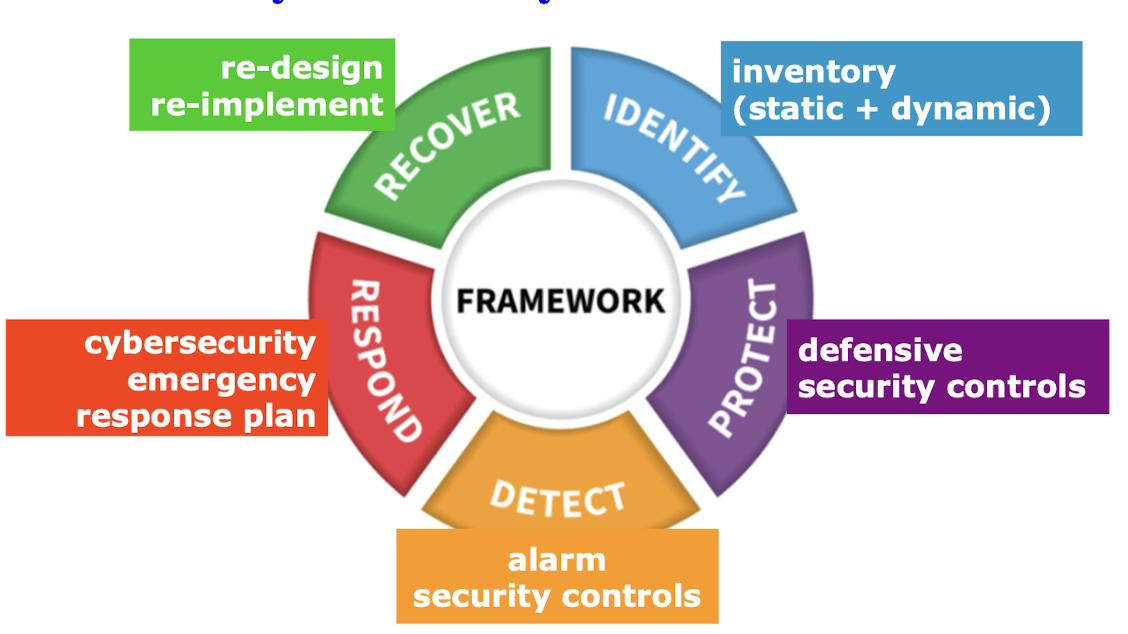 re-design
re-implement
RECOVER
IDENTIFY
inventory
(static + dynamic)
FRAMEWORK
RESPOND
cybersecurity
emergency
response plan
PROTECT
defensive
security controls
DETECT
alarm
security controls